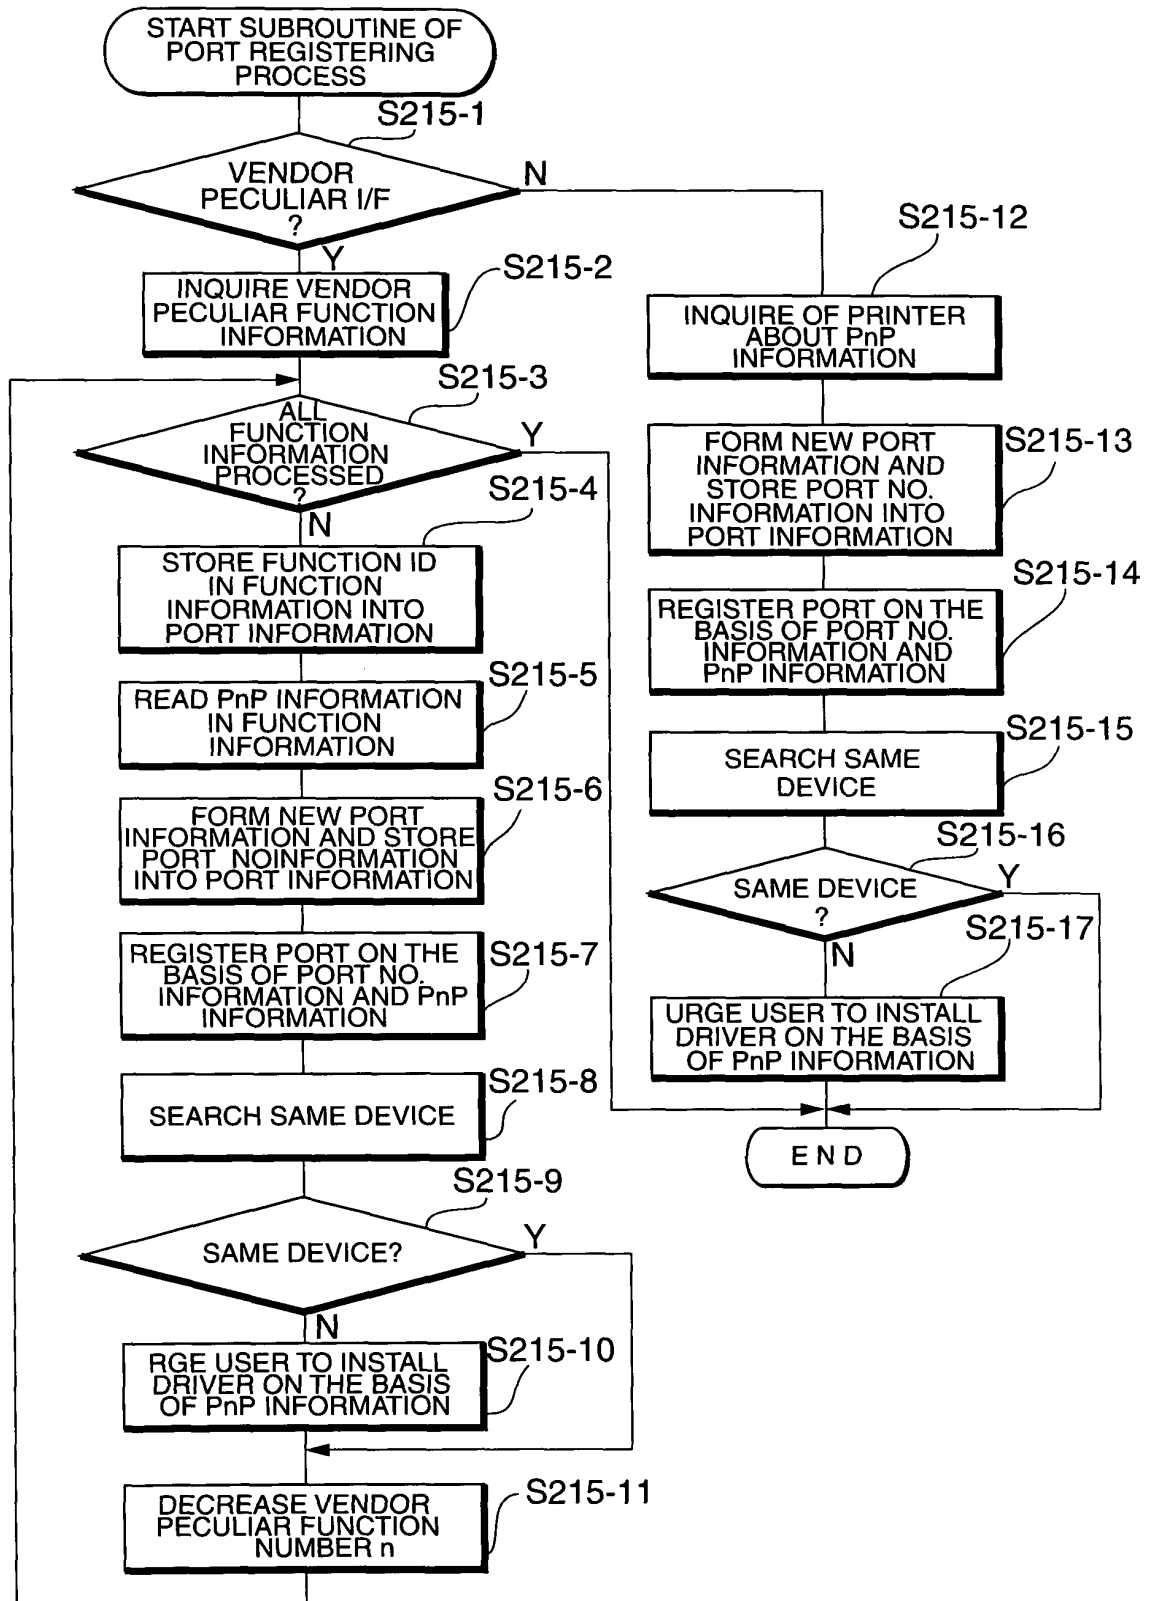 START SUBROUTINE OF
PORT REGISTERING
PROCESS
S215-1
VENDOR
PECULIAR I/F
?
N
Y
S215-2
INQUIRE VENDOR
PECULIAR FUNCTION
INFORMATION
S215-3
ALL
FUNCTION
INFORMATION
PROCESSED
?
Y
N
S215-4
STORE FUNCTION ID
IN FUNCTION
INFORMATION INTO
PORT INFORMATION
S215-5
READ PnP INFORMATION
IN FUNCTION
INFORMATION
S215-6
FORM NEW PORT
INFORMATION AND STORE
PORT NOINFORMATION
INTO PORT INFORMATION
S215-7
REGISTER PORT ON THE
BASIS OF PORT NO.
INFORMATION AND PnP
INFORMATION
S215-8
SEARCH SAME DEVICE
S215-9
SAME DEVICE?
Y
N
S215-10
RGE USER TO INSTALL
DRIVER ON THE BASIS
OF PnP INFORMATION
S215-11
DECREASE VENDOR
PECULIAR FUNCTION
NUMBER n
S215-12
INQUIRE OF PRINTER
ABOUT PnP
INFORMATION
S215-13
FORM NEW PORT
INFORMATION AND
STORE PORT NO.
INFORMATION INTO
PORT INFORMATION
S215-14
REGISTER PORT ON THE
BASIS OF PORT NO.
INFORMATION AND
PnP INFORMATION
S215-15
SEARCH SAME
DEVICE
S215-16
SAME DEVICE
?
Y
N
S215-17
URGE USER TO INSTALL
DRIVER ON THE BASIS
OF PnP INFORMATION
END